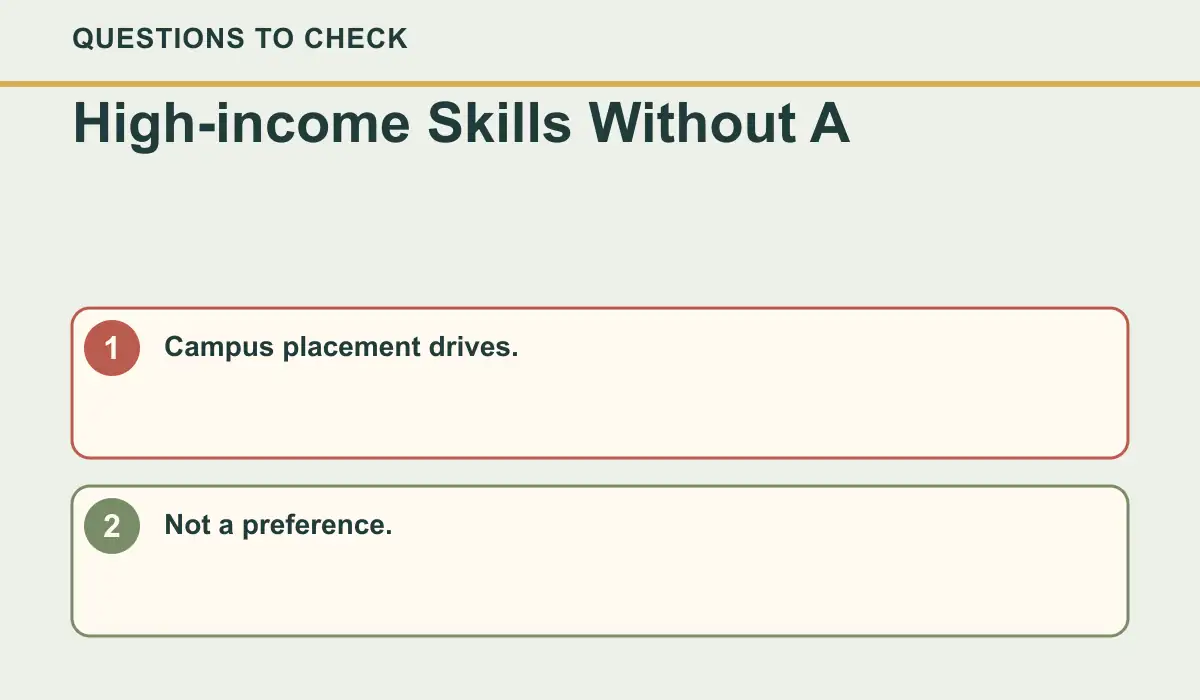 QUESTIONS TO CHECK
High-income Skills Without A
1 Campus placement drives.
2 Not a preference.